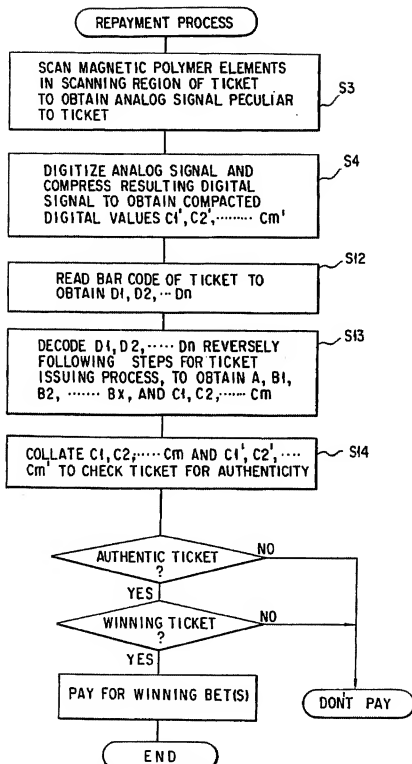 REPAYMENT PROCESS
SCAN MAGNETIC POLYMER ELEMENTS
IN SCANNING REGION OF TICKET
TO OBTAIN ANALOG SIGNAL PECULIAR
TO TICKET
S3
DIGITIZE ANALOG SIGNAL AND
COMPRESS RESULTING DIGITAL
SIGNAL TO OBTAIN COMPACTED
DIGITAL VALUES C1', C2', ········· Cm'
S4
READ BAR CODE OF TICKET TO
OBTAIN D1, D2, ··· Dn
S12
DECODE D1, D2, ····· Dn REVERSELY
FOLLOWING STEPS FOR TICKET
ISSUING PROCESS, TO OBTAIN A, B1,
B2, ······· Bx, AND C1, C2, ······ Cm
S13
COLLATE C1, C2, ····· Cm AND C1', C2', ····
Cm' TO CHECK TICKET FOR AUTHENTICITY
S14
AUTHENTIC TICKET
?
NO
YES
WINNING TICKET
?
NO
YES
PAY FOR WINNING BET(S)
DON'T PAY
END